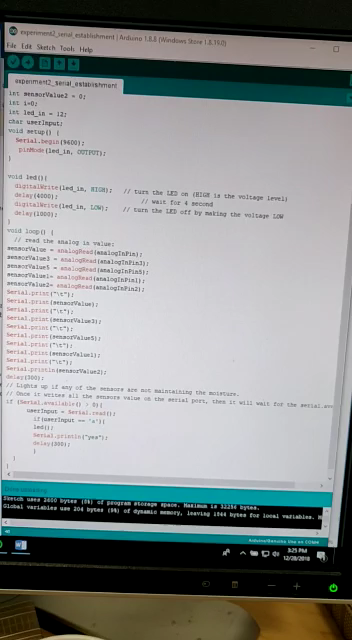 experiment2_serial_establishment | Arduino 1.8.8 (Windows Store 1.8.19.0)
File Edit Sketch Tools Help
experiment2_serial_establishment
int sensorValue2 = 0;
int i=0;
int led_in = 12;
char userInput;
void setup() {
Serial.begin(9600);
pinMode(led_in, OUTPUT);
}
void led(){
digitalWrite(led_in, HIGH); // turn the LED on (HIGH is the voltage level)
delay(4000); // wait for 4 second
digitalWrite(led_in, LOW); // turn the LED off by making the voltage LOW
delay(1000);
}
void loop() {
// read the analog in value:
sensorValue = analogRead(analogInPin);
sensorValue3 = analogRead(analogInPin3);
sensorValue5 = analogRead(analogInPin5);
sensorValue1= analogRead(analogInPin1);
sensorValue2= analogRead(analogInPin2);
Serial.print("\t");
Serial.print(sensorValue);
Serial.print("\t");
Serial.print(sensorValue3);
Serial.print("\t");
Serial.print(sensorValue5);
Serial.print("\t");
Serial.print(sensorValue1);
Serial.print("\t");
Serial.println(sensorValue2);
delay(300);
// Lights up if any of the sensors are not maintaining the moisture.
// Once it writes all the sensors value on the serial port, then it will wait for the serial.ava
if (Serial.available() > 0){
userInput = Serial.read();
if(userInput == 'x'){
led();
Serial.println("yes");
delay(300);
}
}
}
Sketch uses 2600 bytes (8%) of program storage space. Maximum is 32256 bytes.
Global variables use 204 bytes (9%) of dynamic memory, leaving 1844 bytes for local variables. M
3:25 PM
12/28/2018